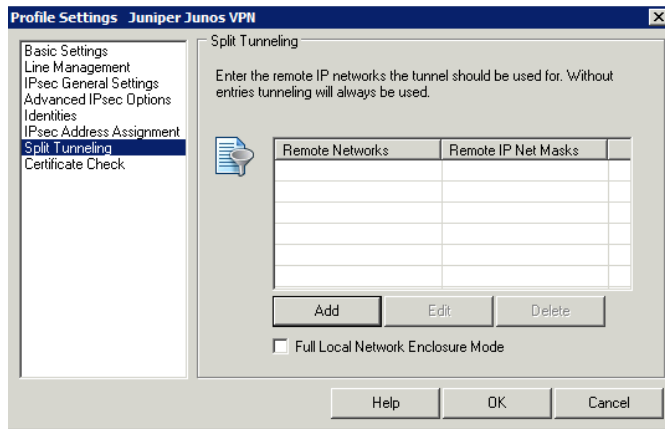 Profile Settings Juniper Junos VPN
Basic Settings
Line Management
IPsec General Settings
Advanced IPsec Options
Identities
IPsec Address Assignment
Split Tunneling
Certificate Check
Split Tunneling
Enter the remote IP networks the tunnel should be used for. Without
entries tunneling will always be used.
Remote Networks Remote IP Net Masks
Add Edit Delete
Full Local Network Enclosure Mode
Help OK Cancel